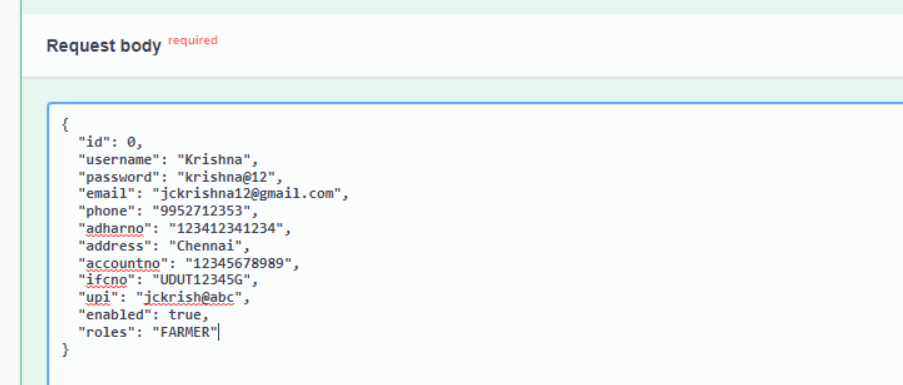 Request body required
{
"id": 0,
"username": "Krishna",
"password": "krishna@12",
"email": "jckrishna12@gmail.com",
"phone": "9952712353",
"adharno": "123412341234",
"address": "Chennai",
"accountno": "12345678989",
"ifcno": "UDUT12345G",
"upi": "jckrish@abc",
"enabled": true,
"roles": "FARMER"
}